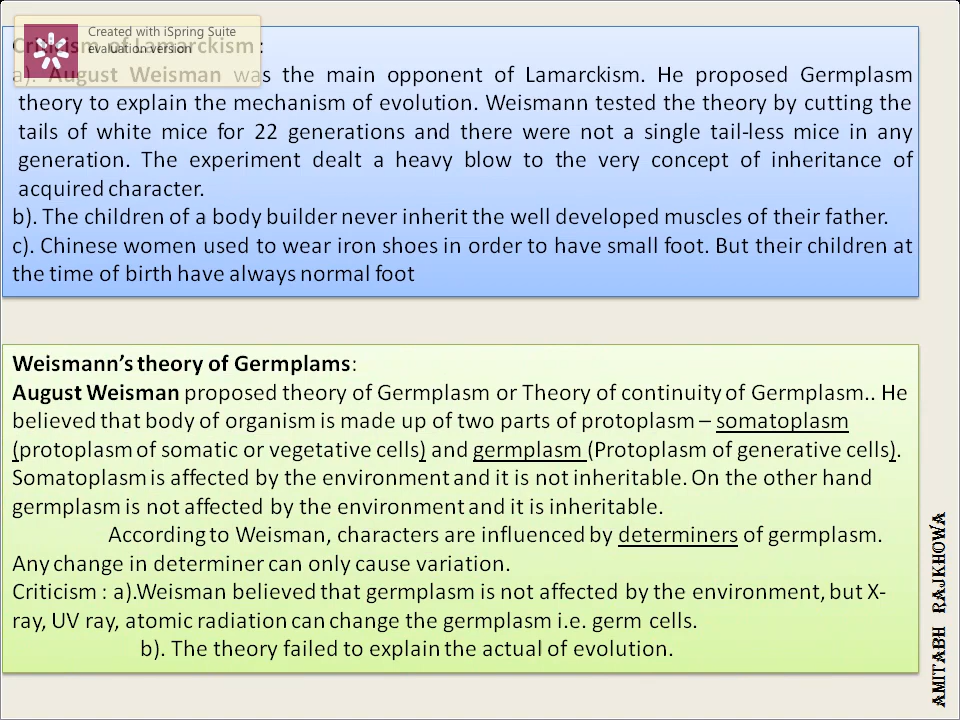 Created with iSpring Suite
evaluation version
Criticism of Lamarckism :
a). August Weisman was the main opponent of Lamarckism. He proposed Germplasm
theory to explain the mechanism of evolution. Weismann tested the theory by cutting the
tails of white mice for 22 generations and there were not a single tail-less mice in any
generation. The experiment dealt a heavy blow to the very concept of inheritance of
acquired character.
b). The children of a body builder never inherit the well developed muscles of their father.
c). Chinese women used to wear iron shoes in order to have small foot. But their children at
the time of birth have always normal foot
Weismann's theory of Germplams:
August Weisman proposed theory of Germplasm or Theory of continuity of Germplasm.. He
believed that body of organism is made up of two parts of protoplasm – somatoplasm
(protoplasm of somatic or vegetative cells) and germplasm (Protoplasm of generative cells).
Somatoplasm is affected by the environment and it is not inheritable. On the other hand
germplasm is not affected by the environment and it is inheritable.
According to Weisman, characters are influenced by determiners of germplasm.
Any change in determiner can only cause variation.
Criticism : a).Weisman believed that germplasm is not affected by the environment, but X-
ray, UV ray, atomic radiation can change the germplasm i.e. germ cells.
b). The theory failed to explain the actual of evolution.
AMITABH RAJKHOWA